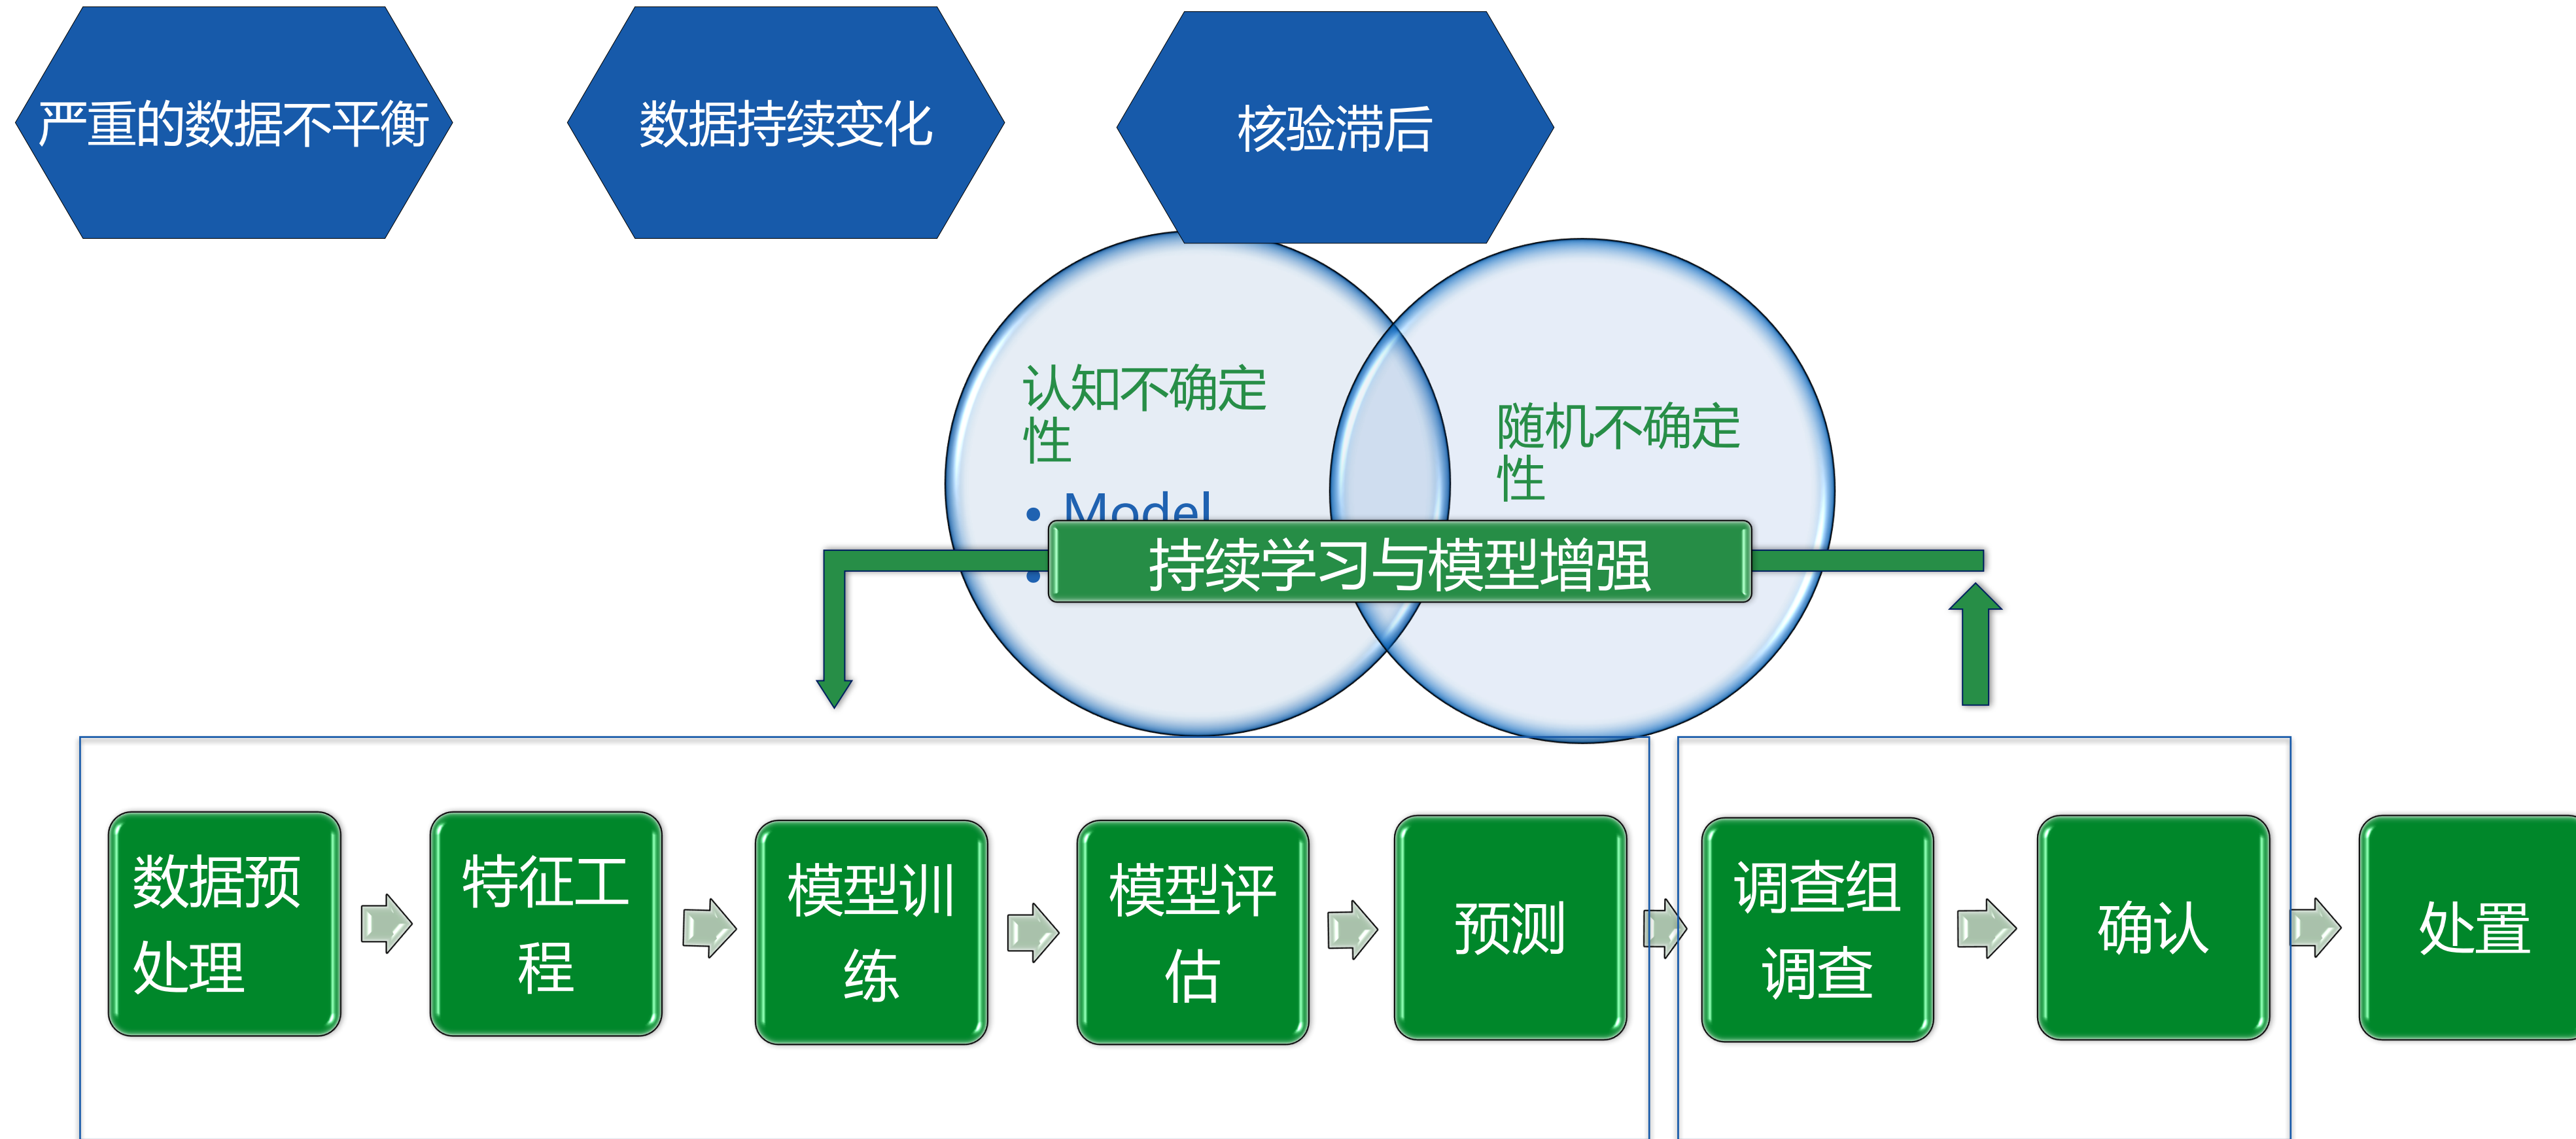 严重的数据不平衡
数据持续变化
核验滞后
认知不确定
性
• Model
•
随机不确定
性
持续学习与模型增强
数据预
处理
特征工
程
模型训
练
模型评
估
预测
调查组
调查
确认
处置